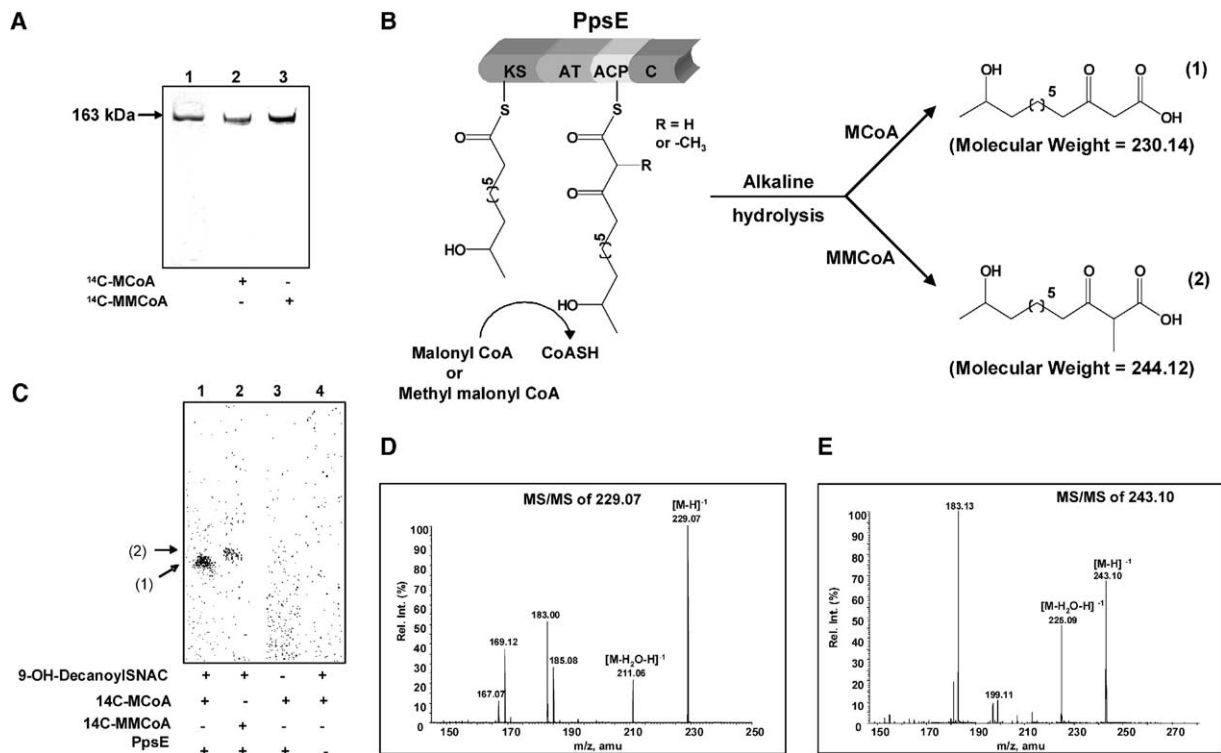 A
1 2 3
163 kDa
¹⁴C-MCoA + -
¹⁴C-MMCoA - +
B
PpsE
KS AT ACP C
S S
O O
R = H
or -CH₃
R
O
5
HO
5
HO
Malonyl CoA CoASH
or
Methyl malonyl CoA
Alkaline
hydrolysis
MCoA
MMCoA
OH O O (1)
5
OH
(Molecular Weight = 230.14)
OH O O (2)
5
OH
(Molecular Weight = 244.12)
C
1 2 3 4
(2)
(1)
9-OH-DecanoylSNAC + + - +
14C-MCoA + - + +
14C-MMCoA - + - -
PpsE + + + -
D
MS/MS of 229.07
[M-H]⁻¹
229.07
183.00
169.12
185.08
[M-H₂O-H]⁻¹
211.06
167.07
Rel. Int. (%)
100
90
80
70
60
50
40
30
20
10
0
150 170 190 210 230 250
m/z, amu
E
MS/MS of 243.10
183.13
[M-H]⁻¹
243.10
[M-H₂O-H]⁻¹
225.09
199.11
Rel. Int. (%)
100
90
80
70
60
50
40
30
20
10
0
150 170 190 210 230 250 270
m/z, amu